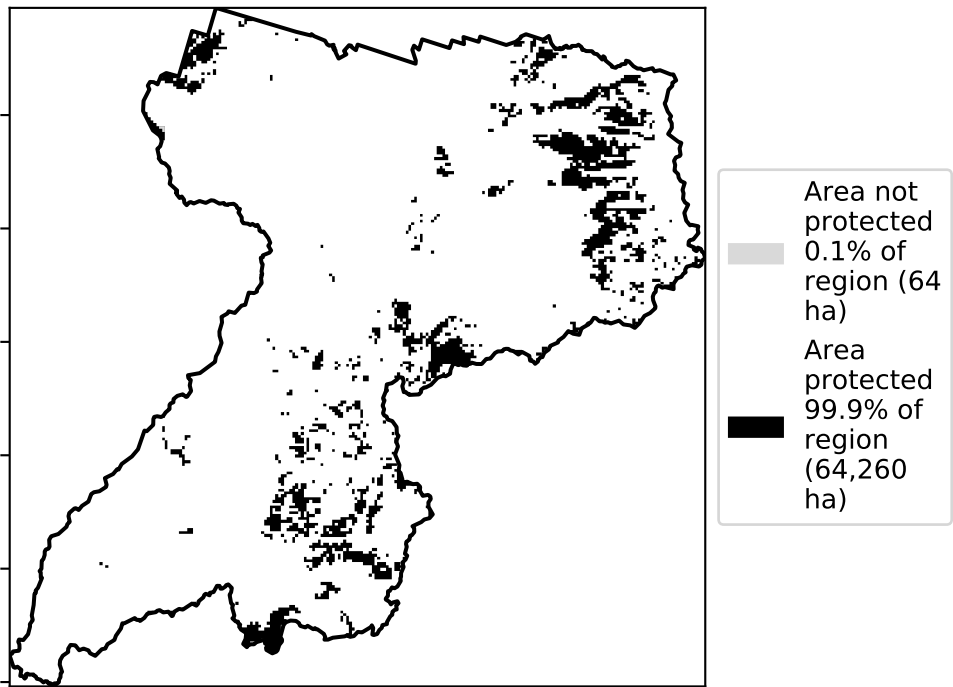 Area not
protected
0.1% of
region (64
ha)
Area
protected
99.9% of
region
(64,260
ha)